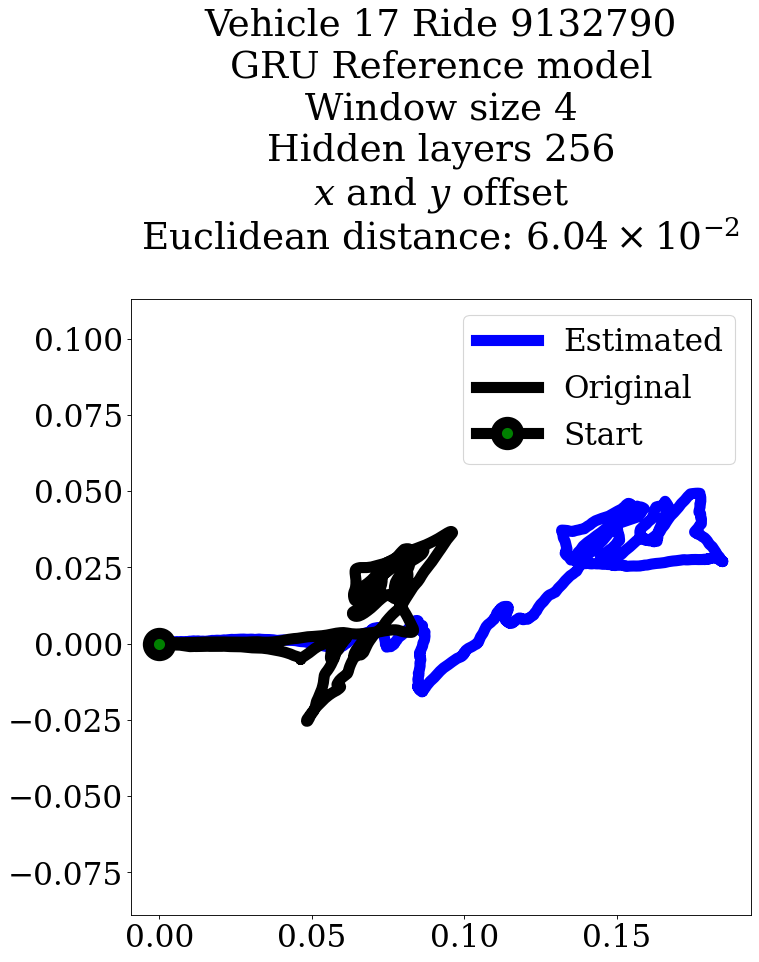 Vehicle 17 Ride 9132790
GRU Reference model
Window size 4
Hidden layers 256
x and y offset
Euclidean distance: 6.04 × 10⁻²
Estimated
Original
Start
0.100
0.075
0.050
0.025
0.000
−0.025
−0.050
−0.075
0.00 0.05 0.10 0.15